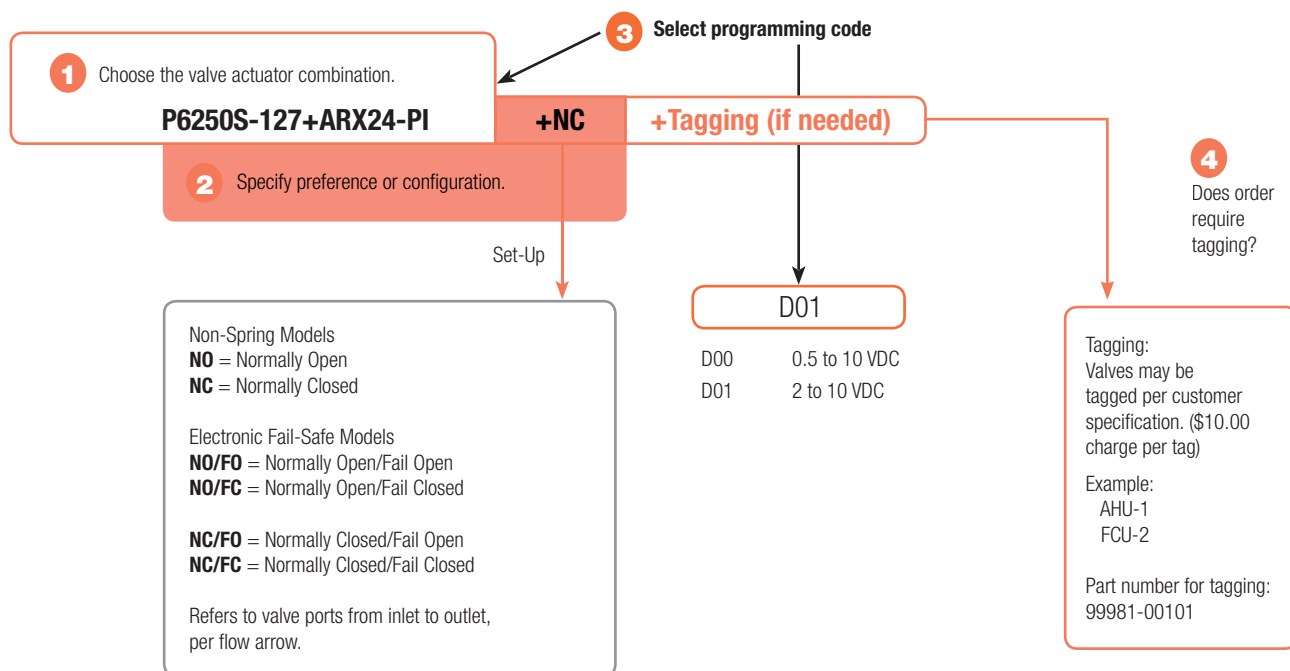 3 Select programming code
1 Choose the valve actuator combination.
P6250S-127+ARX24-PI +NC +Tagging (if needed)
2 Specify preference or configuration.
4
Does order
require
tagging?
Set-Up
Non-Spring Models
NO = Normally Open
NC = Normally Closed
Electronic Fail-Safe Models
NO/FO = Normally Open/Fail Open
NO/FC = Normally Open/Fail Closed
NC/FO = Normally Closed/Fail Open
NC/FC = Normally Closed/Fail Closed
Refers to valve ports from inlet to outlet,
per flow arrow.
D01
D00 0.5 to 10 VDC
D01 2 to 10 VDC
Tagging:
Valves may be
tagged per customer
specification. ($10.00
charge per tag)
Example:
AHU-1
FCU-2
Part number for tagging:
99981-00101